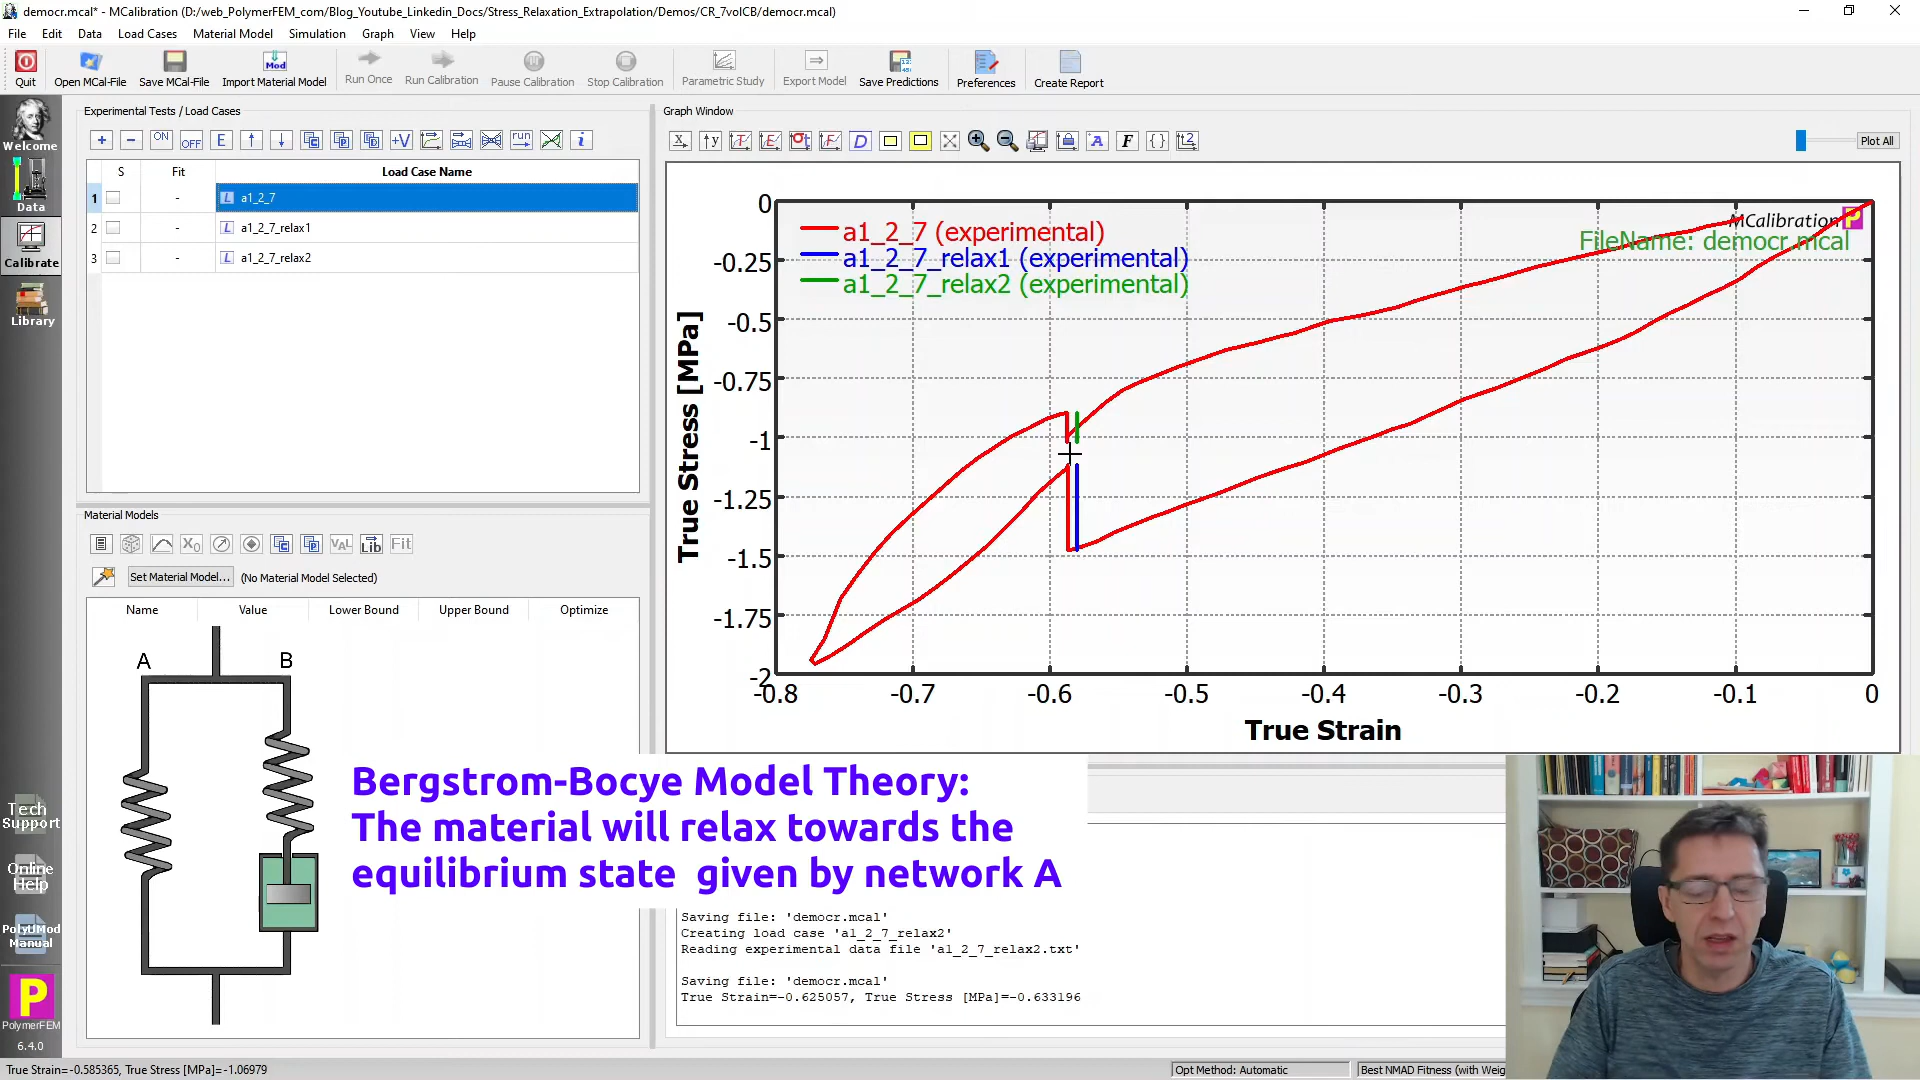 democr.mcal* - MCalibration (D:/web_PolymerFEM_com/Blog_Youtube_Linkedin_Docs/Stress_Relaxation_Extrapolation/Demos/CR_7volCB/democr.mcal)
File Edit Data Load Cases Material Model Simulation Graph View Help
Quit Open MCal-File Save MCal-File Import Material Model Run Once Run Calibration Pause Calibration Stop Calibration Parametric Study Export Model Save Predictions Preferences Create Report
Welcome
Data
Calibrate
Library
Tech
Support
Online
Help
PolyUMod
Manual
PolymerFEM
6.4.0
Experimental Tests / Load Cases
S Fit Load Case Name
1 - L a1_2_7
2 - L a1_2_7_relax1
3 - L a1_2_7_relax2
Material Models
Set Material Model... (No Material Model Selected)
Name Value Lower Bound Upper Bound Optimize
A B
Graph Window
Plot All
a1_2_7 (experimental)
a1_2_7_relax1 (experimental)
a1_2_7_relax2 (experimental)
MCalibration P
FileName: democr.mcal
True Stress [MPa]
0
-0.25
-0.5
-0.75
-1
-1.25
-1.5
-1.75
-2
-0.8 -0.7 -0.6 -0.5 -0.4 -0.3 -0.2 -0.1 0
True Strain
Bergstrom-Bocye Model Theory:
The material will relax towards the
equilibrium state given by network A
Saving file: 'democr.mcal'
Creating load case 'a1_2_7_relax2'
Reading experimental data file 'a1_2_7_relax2.txt'
Saving file: 'democr.mcal'
True Strain=-0.625057, True Stress [MPa]=-0.633196
True Strain=-0.585365, True Stress [MPa]=-1.06979
Opt Method: Automatic
Best NMAD Fitness (with Weig